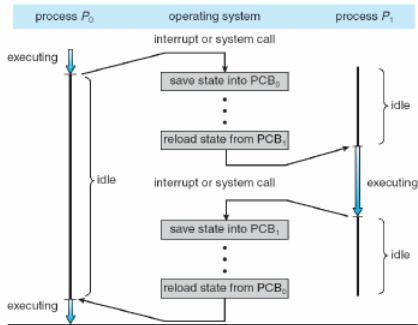 process P0 operating system process P1
interrupt or system call
executing
save state into PCB0
idle
reload state from PCB1
idle
interrupt or system call
executing
save state into PCB1
idle
reload state from PCB0
executing